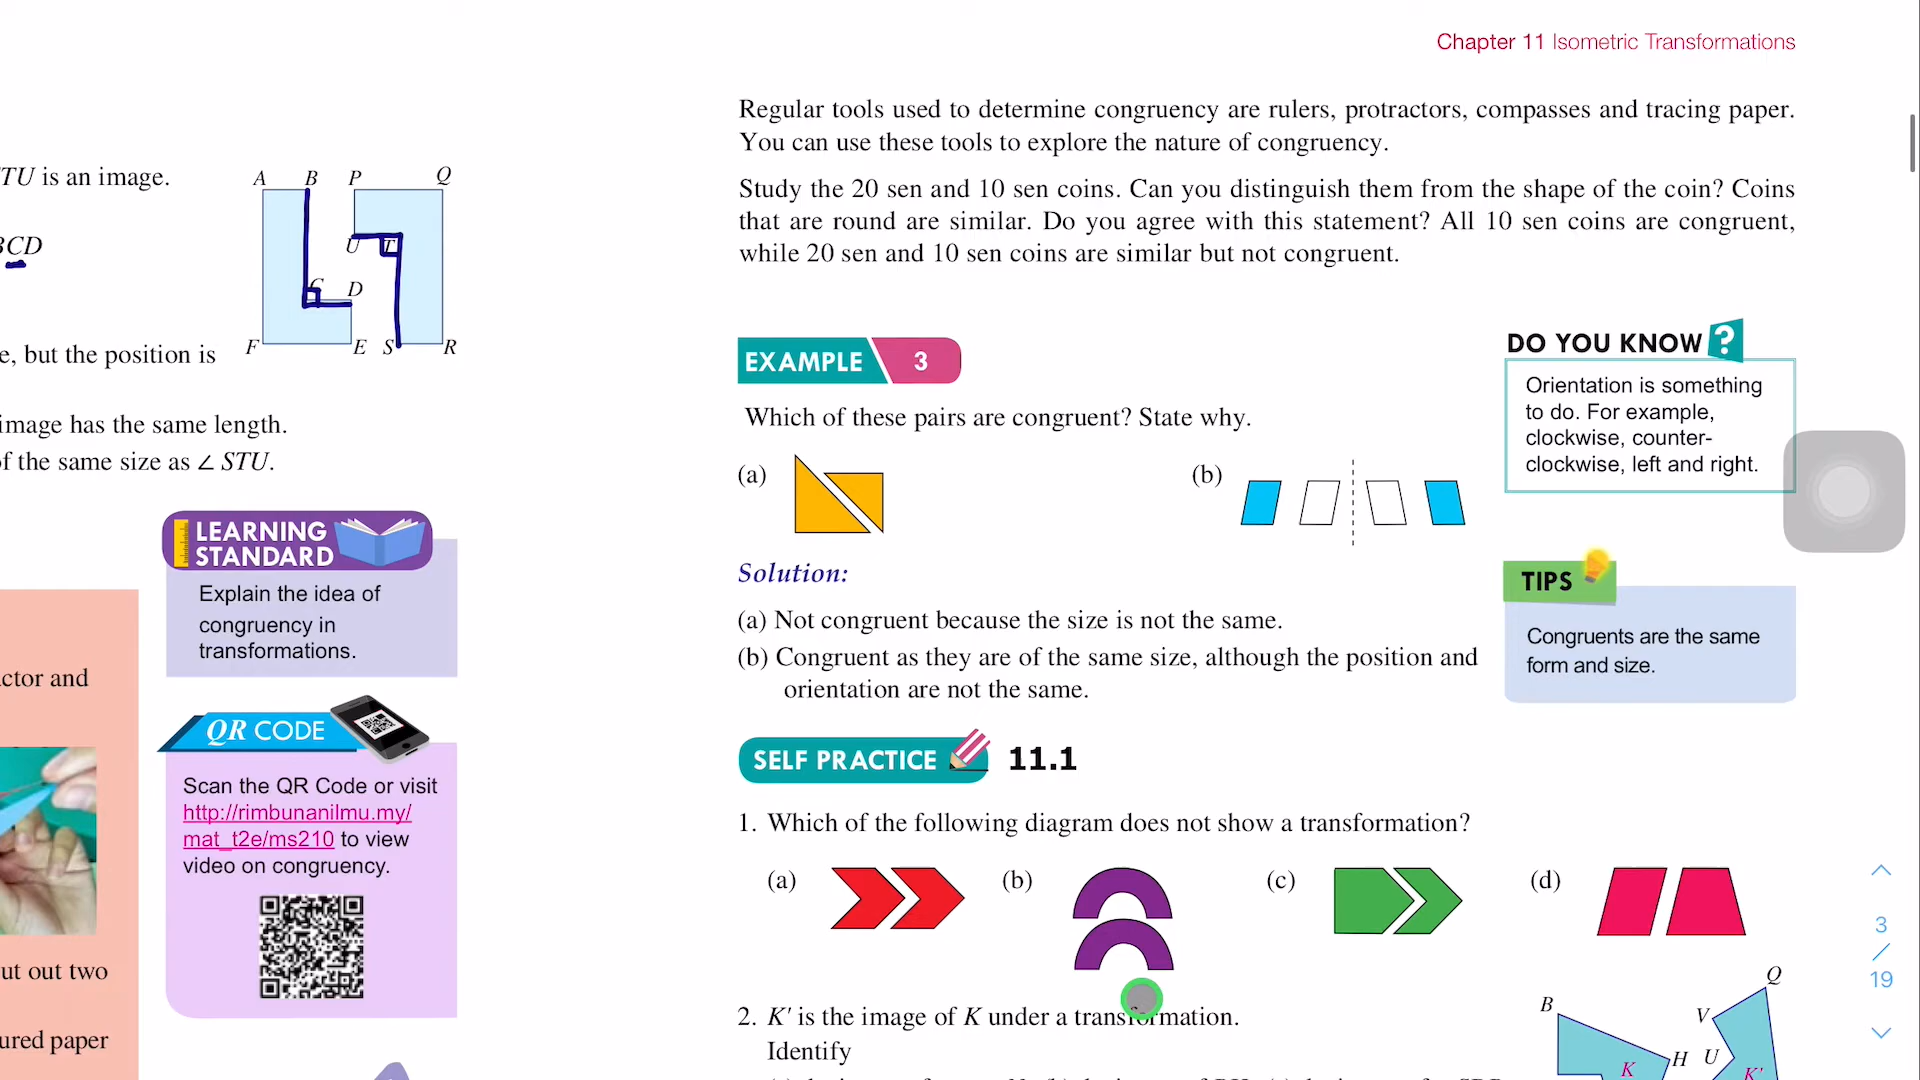 Chapter 11 Isometric Transformations
TU is an image.
BCD
A B P Q
U T
C D
F E S R
e, but the position is
image has the same length.
of the same size as ∠ STU.
LEARNING
STANDARD
Explain the idea of
congruency in
transformations.
QR CODE
Scan the QR Code or visit
http://rimbunanilmu.my/
mat_t2e/ms210 to view
video on congruency.
ctor and
ut out two
ured paper
Regular tools used to determine congruency are rulers, protractors, compasses and tracing paper.
You can use these tools to explore the nature of congruency.
Study the 20 sen and 10 sen coins. Can you distinguish them from the shape of the coin? Coins
that are round are similar. Do you agree with this statement? All 10 sen coins are congruent,
while 20 sen and 10 sen coins are similar but not congruent.
EXAMPLE 3
Which of these pairs are congruent? State why.
(a) (b)
Solution:
(a) Not congruent because the size is not the same.
(b) Congruent as they are of the same size, although the position and
orientation are not the same.
DO YOU KNOW ?
Orientation is something
to do. For example,
clockwise, counter-
clockwise, left and right.
TIPS
Congruents are the same
form and size.
SELF PRACTICE 11.1
1. Which of the following diagram does not show a transformation?
(a) (b) (c) (d)
2. K' is the image of K under a transformation.
Identify
B H K
Q V U K'
3
/
19